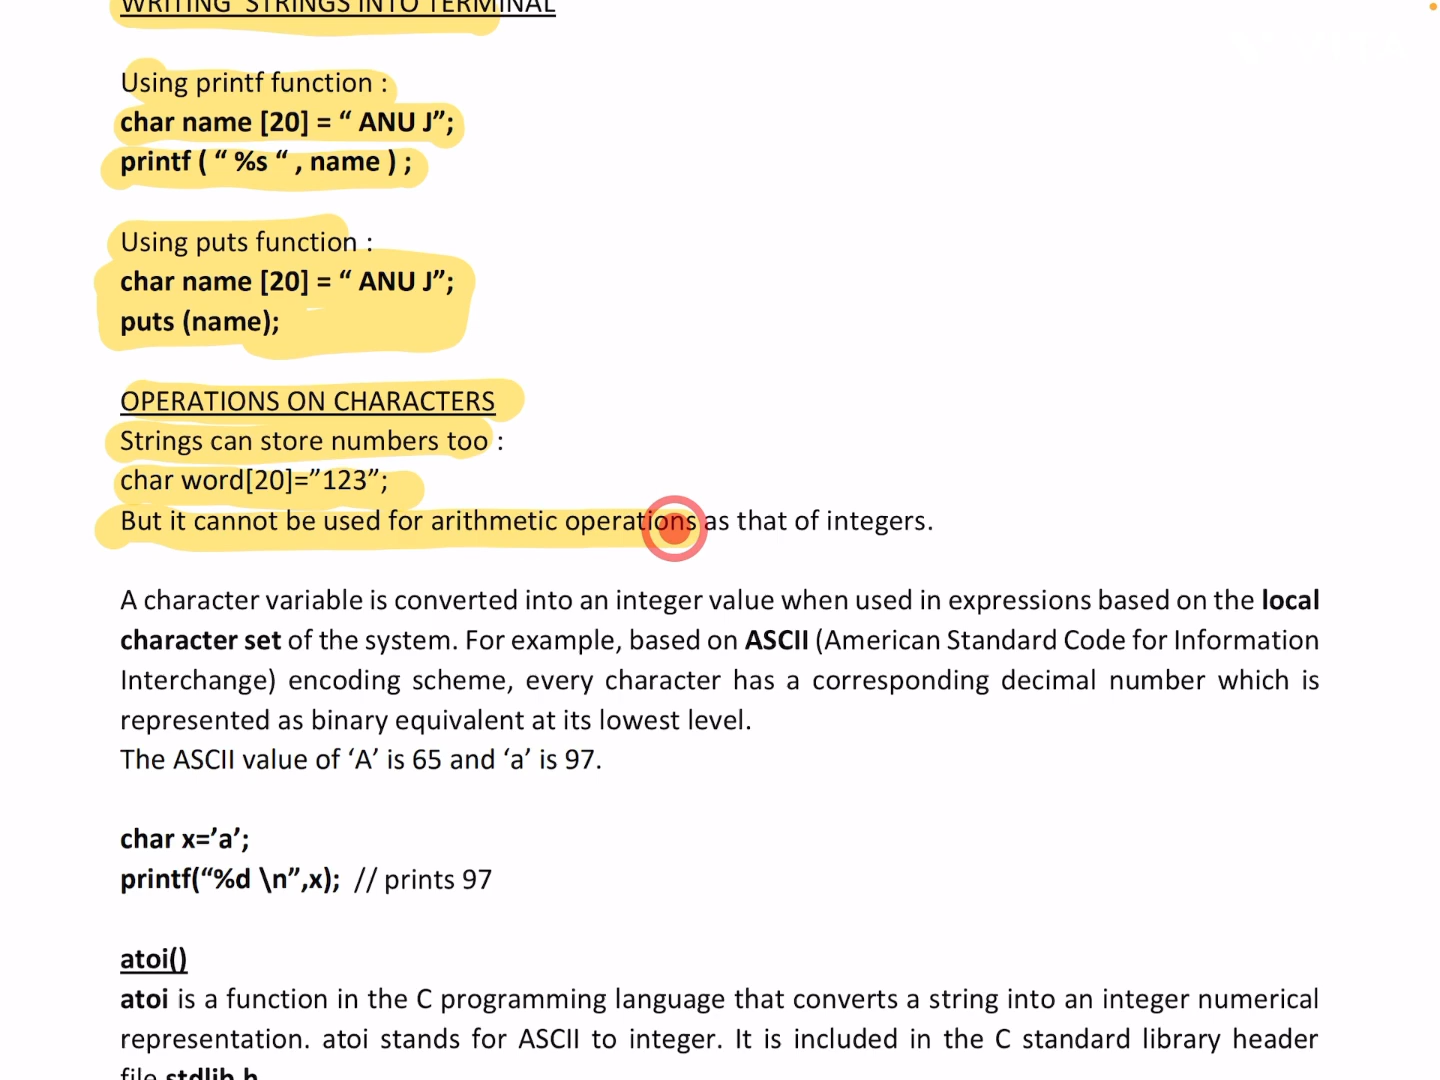 WRITING STRINGS INTO TERMINAL
Using printf function :
char name [20] = “ ANU J”;
printf ( “ %s “ , name ) ;
Using puts function :
char name [20] = “ ANU J”;
puts (name);
OPERATIONS ON CHARACTERS
Strings can store numbers too :
char word[20]=”123”;
But it cannot be used for arithmetic operations as that of integers.
A character variable is converted into an integer value when used in expressions based on the local
character set of the system. For example, based on ASCII (American Standard Code for Information
Interchange) encoding scheme, every character has a corresponding decimal number which is
represented as binary equivalent at its lowest level.
The ASCII value of ‘A’ is 65 and ‘a’ is 97.
char x=’a’;
printf(“%d \n”,x); // prints 97
atoi()
atoi is a function in the C programming language that converts a string into an integer numerical
representation. atoi stands for ASCII to integer. It is included in the C standard library header
file stdlib.h